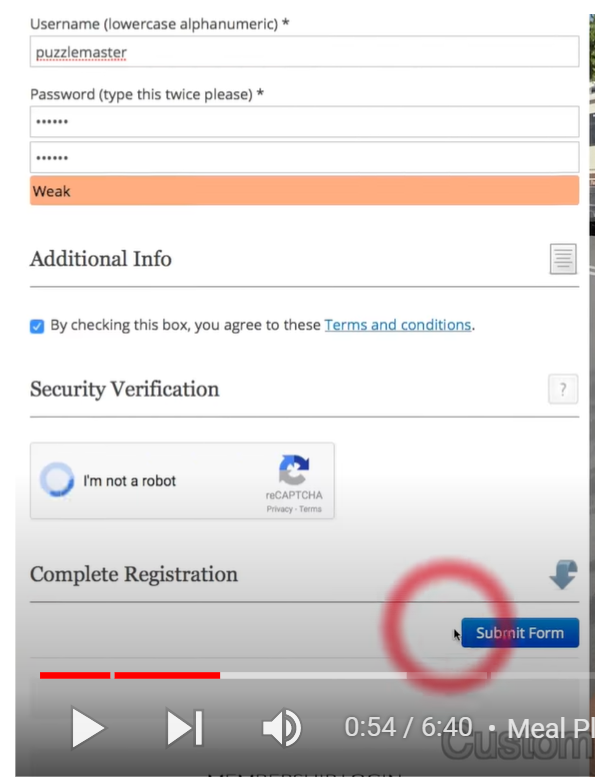 Username (lowercase alphanumeric) *
puzzlemaster
Password (type this twice please) *
••••••
••••••
Weak
Additional Info
By checking this box, you agree to these Terms and conditions.
Security Verification
?
I'm not a robot
reCAPTCHA
Privacy - Terms
Complete Registration
Submit Form
0:54 / 6:40 • Meal Pl
Custom
MEMBERSHIP LOGIN